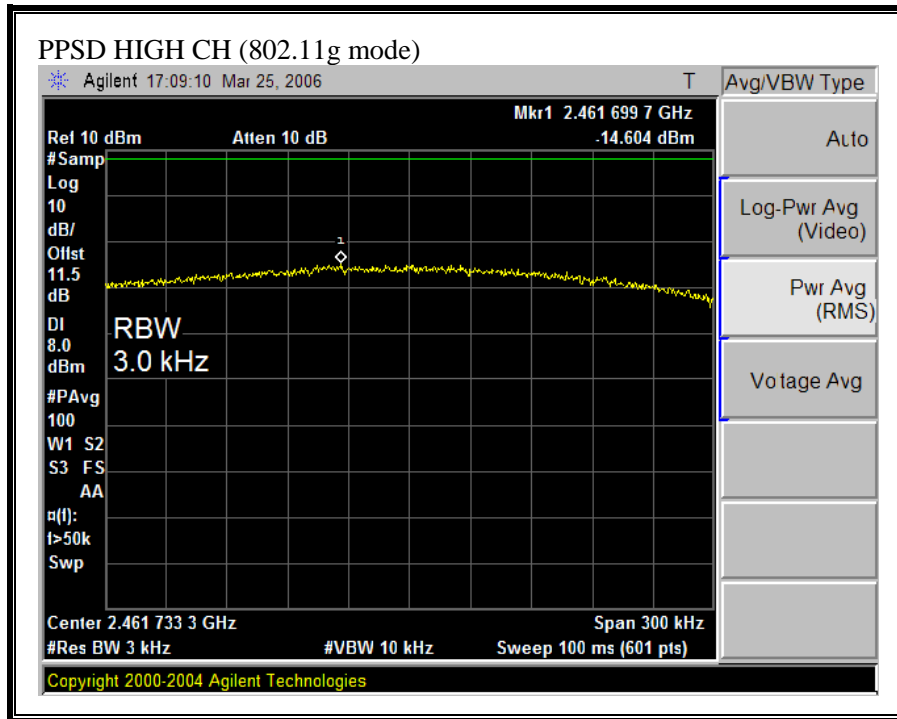 PPSD HIGH CH (802.11g mode)
Agilent 17:09:10 Mar 25, 2006 T
Avg/VBW Type
Mkr1 2.461 699 7 GHz
Ref 10 dBm Atten 10 dB -14.604 dBm
#Samp
Log
10
dB/
Offst
11.5
dB
DI
8.0
dBm
#PAvg
100
W1 S2
S3 FS
AA
¤(f):
f>50k
Swp
1
RBW
3.0 kHz
Center 2.461 733 3 GHz Span 300 kHz
#Res BW 3 kHz #VBW 10 kHz Sweep 100 ms (601 pts)
Copyright 2000-2004 Agilent Technologies
Auto
Log-Pwr Avg
(Video)
Pwr Avg
(RMS)
Vo tage Avg